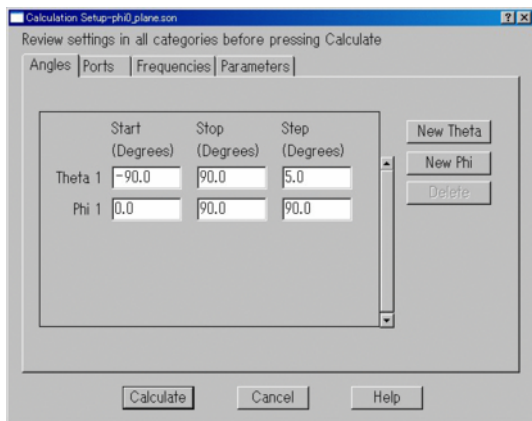 Calculation Setup-phi0_plane.son
Review settings in all categories before pressing Calculate
Angles Ports Frequencies Parameters
Start Stop Step
(Degrees) (Degrees) (Degrees)
Theta 1 -90.0 90.0 5.0
Phi 1 0.0 90.0 90.0
New Theta
New Phi
Delete
Calculate Cancel Help